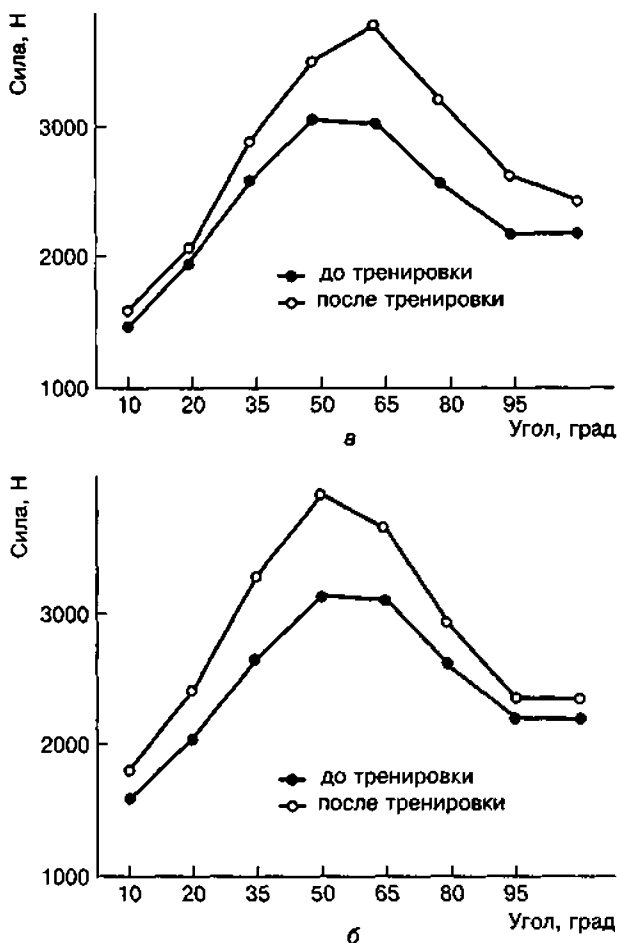 Сила, Н
3000
2000
1000
до тренировки
после тренировки
10 20 35 50 65 80 95
Угол, град
а
Сила, Н
3000
2000
1000
до тренировки
после тренировки
10 20 35 50 65 80 95
Угол, град
б